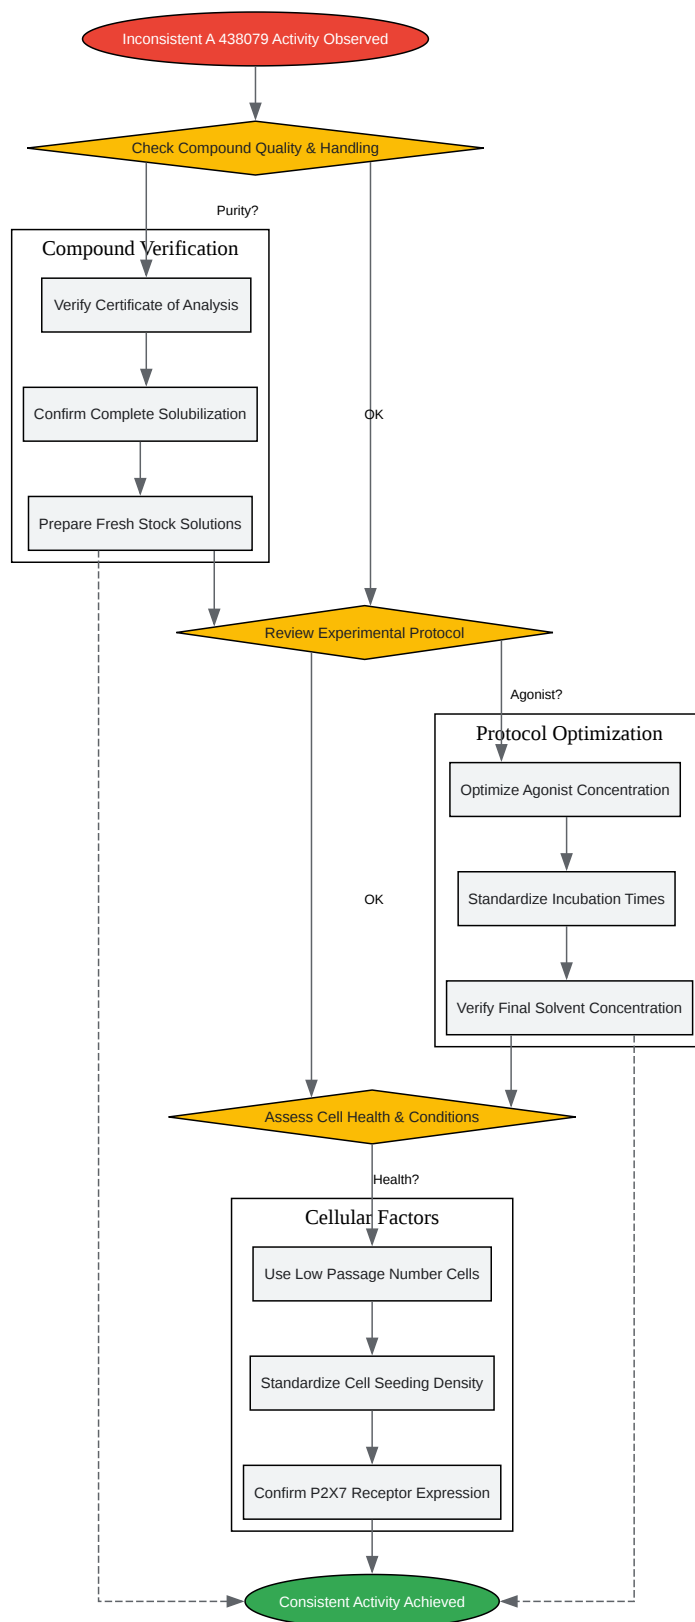 Inconsistent A 438079 Activity Observed
Check Compound Quality & Handling
Purity?
Compound Verification
Verify Certificate of Analysis
Confirm Complete Solubilization
OK
Prepare Fresh Stock Solutions
Review Experimental Protocol
Agonist?
Protocol Optimization
Optimize Agonist Concentration
Standardize Incubation Times
OK
Verify Final Solvent Concentration
Assess Cell Health & Conditions
Health?
Cellular Factors
Use Low Passage Number Cells
Standardize Cell Seeding Density
Confirm P2X7 Receptor Expression
Consistent Activity Achieved